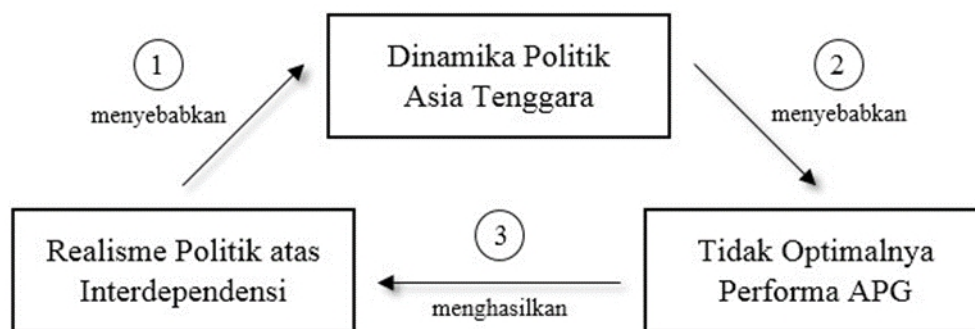 Dinamika Politik
Asia Tenggara
1
menyebabkan
2
menyebabkan
Realisme Politik atas
Interdependensi
3
menghasilkan
Tidak Optimalnya
Performa APG